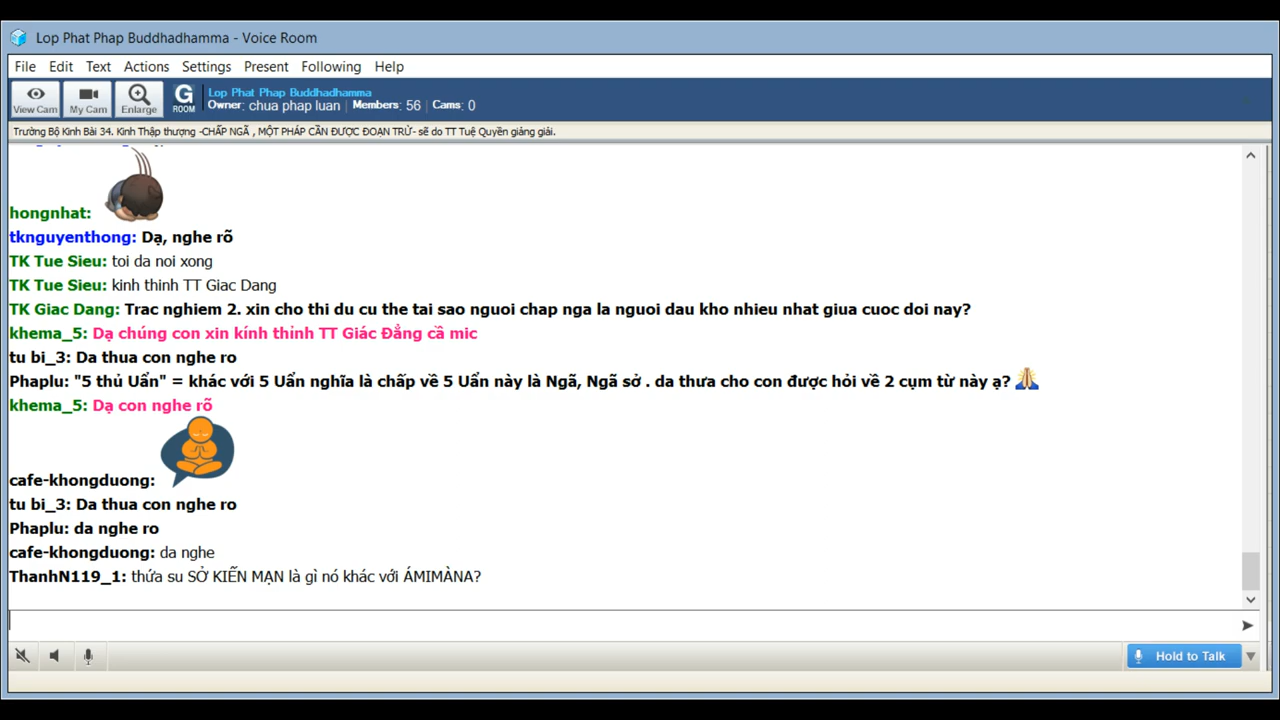 Lop Phat Phap Buddhadhamma - Voice Room
File Edit Text Actions Settings Present Following Help
View Cam My Cam Enlarge G ROOM Lop Phat Phap Buddhadhamma
Owner: chua phap luan | Members: 56 | Cams: 0
Trường Bộ Kinh Bài 34. Kinh Thập thượng -CHẤP NGÃ , MỘT PHÁP CẦN ĐƯỢC ĐOẠN TRỪ- sẽ do TT Tuệ Quyền giảng giải.
hongnhat:
tknguyenthong: Dạ, nghe rõ
TK Tue Sieu: toi da noi xong
TK Tue Sieu: kinh thinh TT Giac Dang
TK Giac Dang: Trac nghiem 2. xin cho thi du cu the tai sao nguoi chap nga la nguoi dau kho nhieu nhat giua cuoc doi nay?
khema_5: Dạ chúng con xin kính thỉnh TT Giác Đẳng cầ mic
tu bi_3: Da thua con nghe ro
Phaplu: "5 thủ Uẩn" = khác với 5 Uẩn nghĩa là chấp về 5 Uẩn này là Ngã, Ngã sở . da thưa cho con được hỏi về 2 cụm từ này ạ?
khema_5: Dạ con nghe rõ
cafe-khongduong:
tu bi_3: Da thua con nghe ro
Phaplu: da nghe ro
cafe-khongduong: da nghe
ThanhN119_1: thứa su SỞ KIẾN MẠN là gì nó khác với ÁMIMÀNA?
Hold to Talk